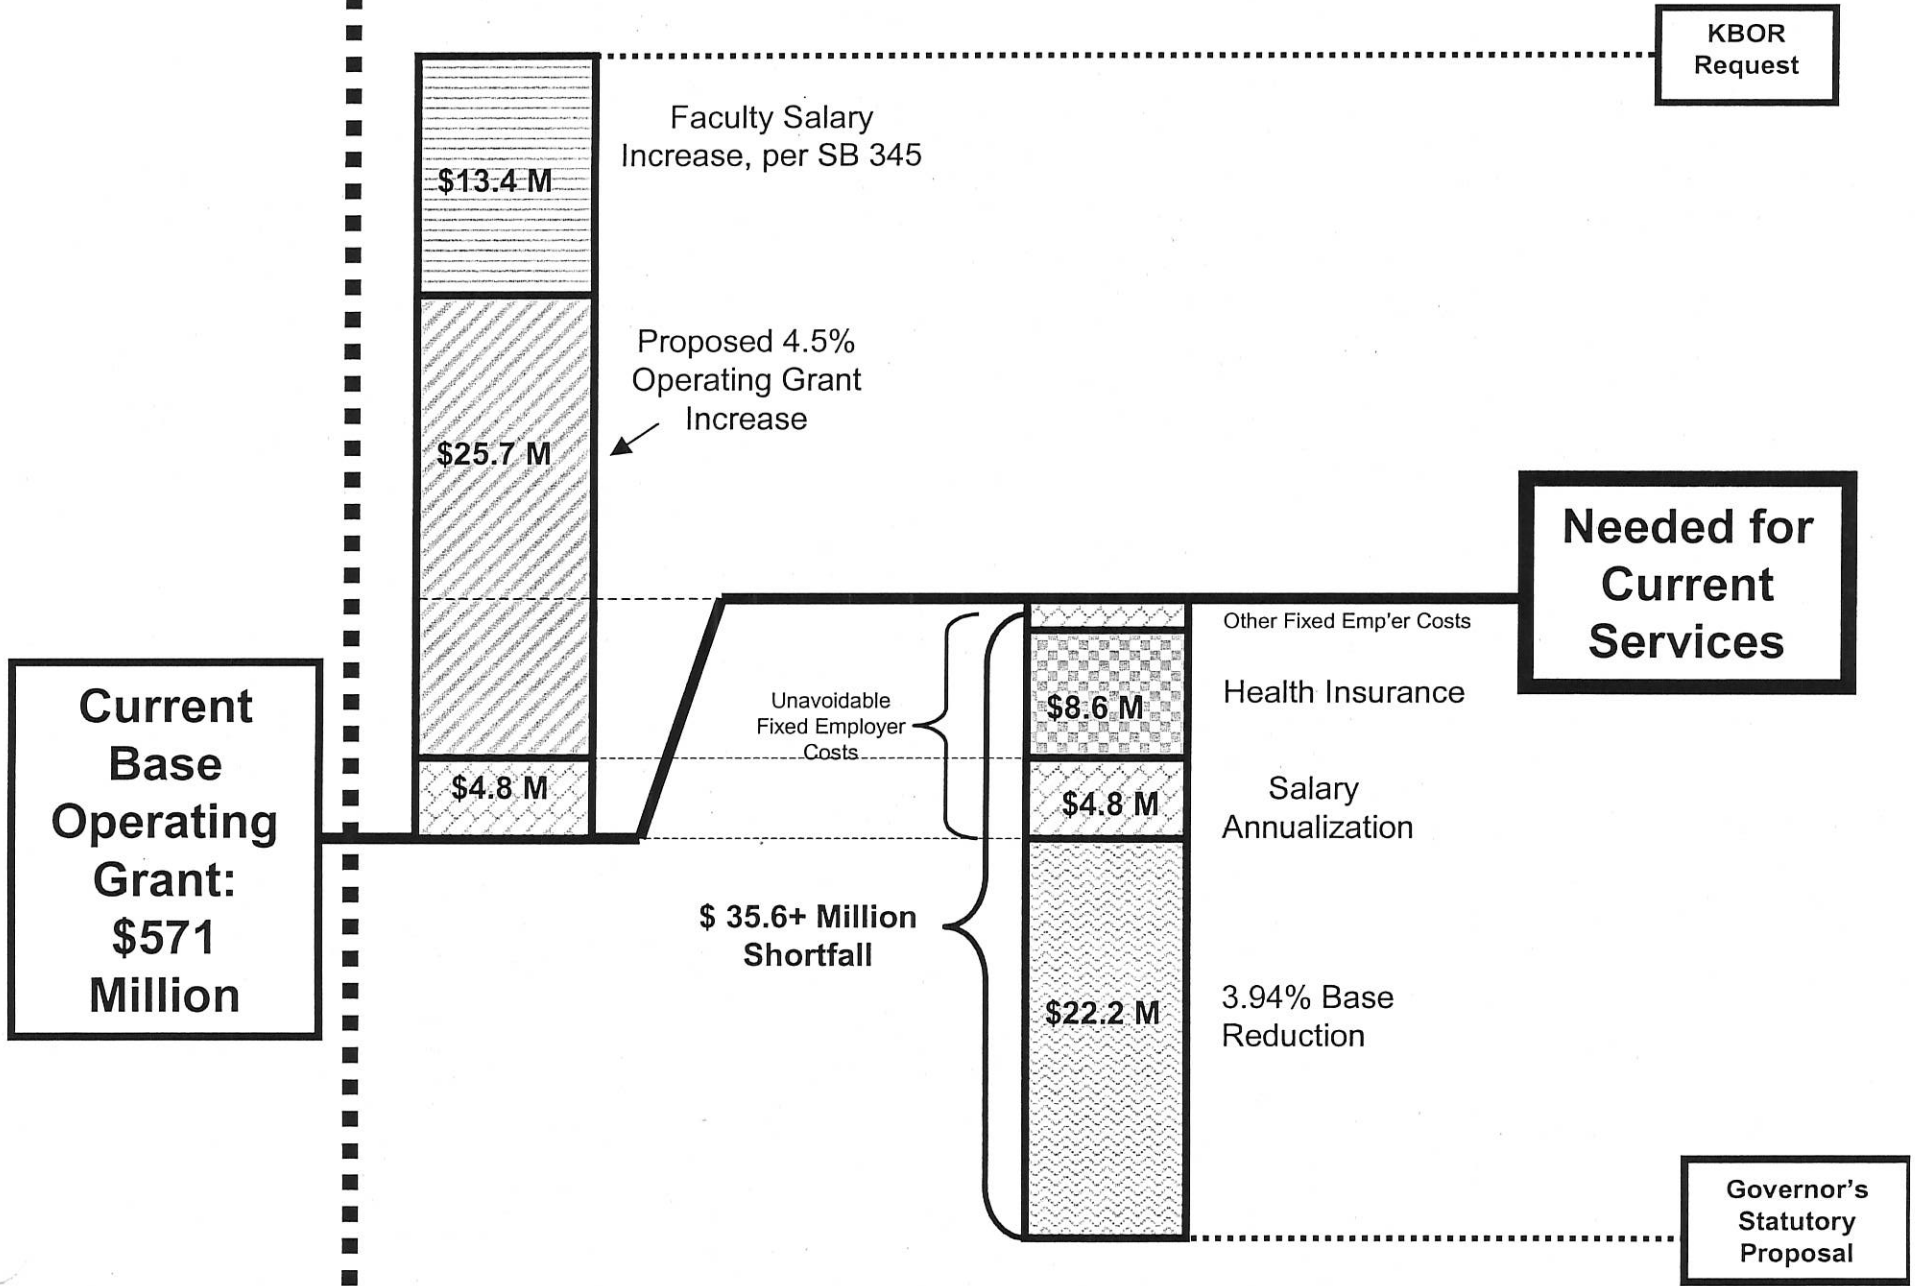 KBOR
Request
Faculty Salary
Increase, per SB 345
$13.4 M
Proposed 4.5%
Operating Grant
Increase
$25.7 M
Needed for
Current
Services
Other Fixed Emp'er Costs
Health Insurance
$8.6 M
Unavoidable
Fixed Employer
Costs
Current
Base
Operating
Grant:
$571
Million
$4.8 M
$4.8 M
Salary
Annualization
$ 35.6+ Million
Shortfall
$22.2 M
3.94% Base
Reduction
Governor’s
Statutory
Proposal